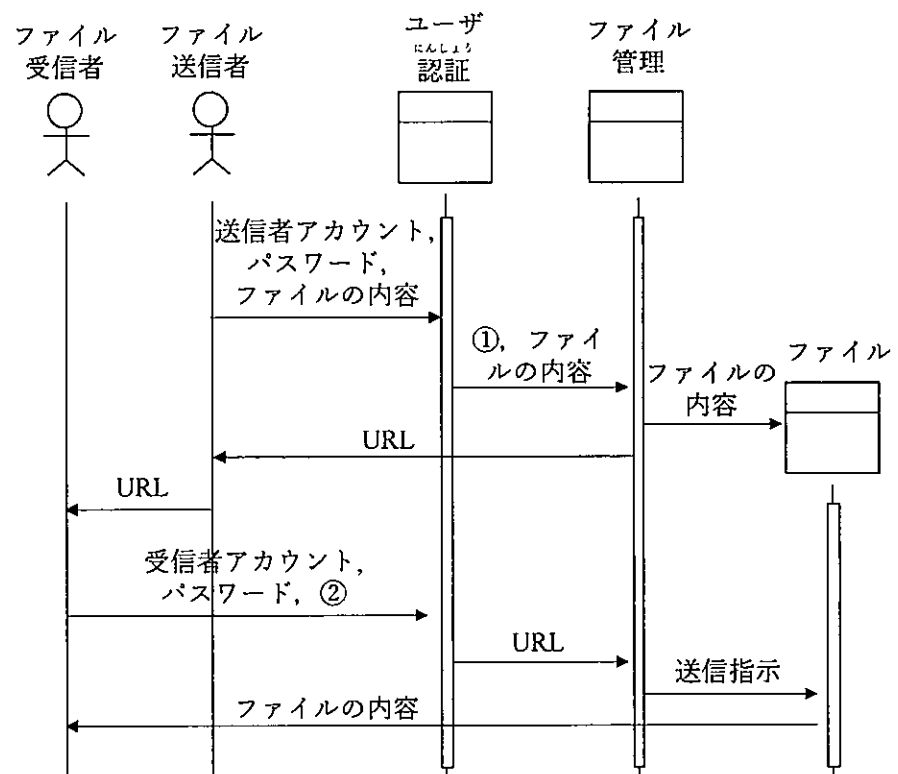 ファイル
受信者
ファイル
送信者
ユーザ
にんしょう
認証
ファイル
管理
送信者アカウント,
パスワード,
ファイルの内容
①, ファイ
ルの内容
ファイル
ファイルの
内容
URL
URL
受信者アカウント,
パスワード, ②
URL
送信指示
ファイルの内容